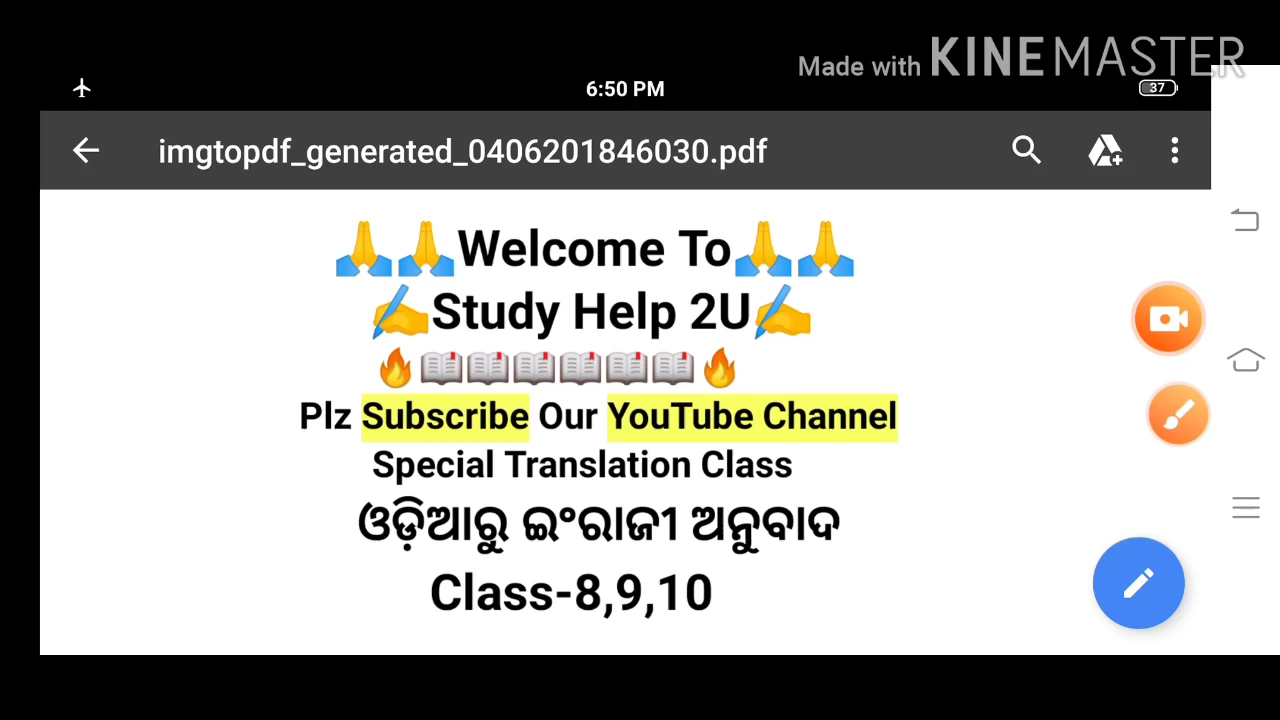 Made with KINEMASTER
6:50 PM
37
imgtopdf_generated_0406201846030.pdf
🙏🙏Welcome To🙏🙏
✍Study Help 2U✍
🔥📖📖📖📖📖📖🔥
Plz Subscribe Our YouTube Channel
Special Translation Class
ଓଡ଼ିଆରୁ ଇଂରାଜୀ ଅନୁବାଦ
Class-8,9,10